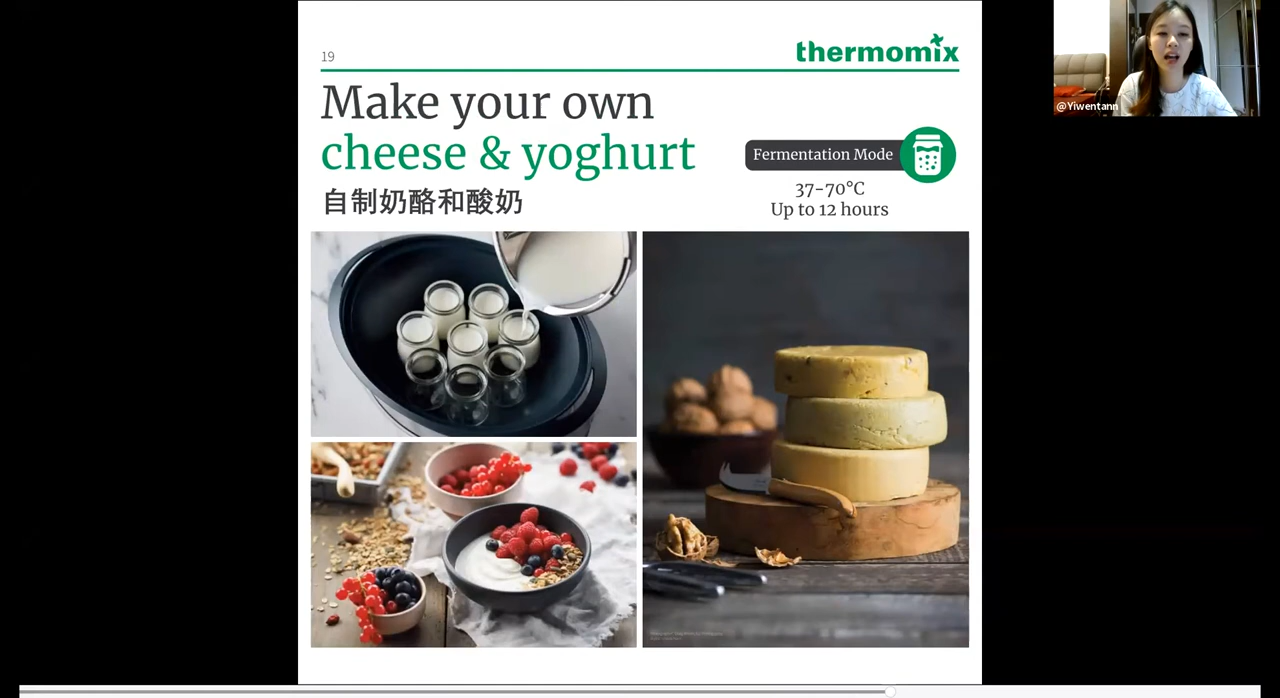 19
thermomix
Make your own
cheese & yoghurt
自制奶酪和酸奶
Fermentation Mode
37-70°C
Up to 12 hours
@Yiwentann